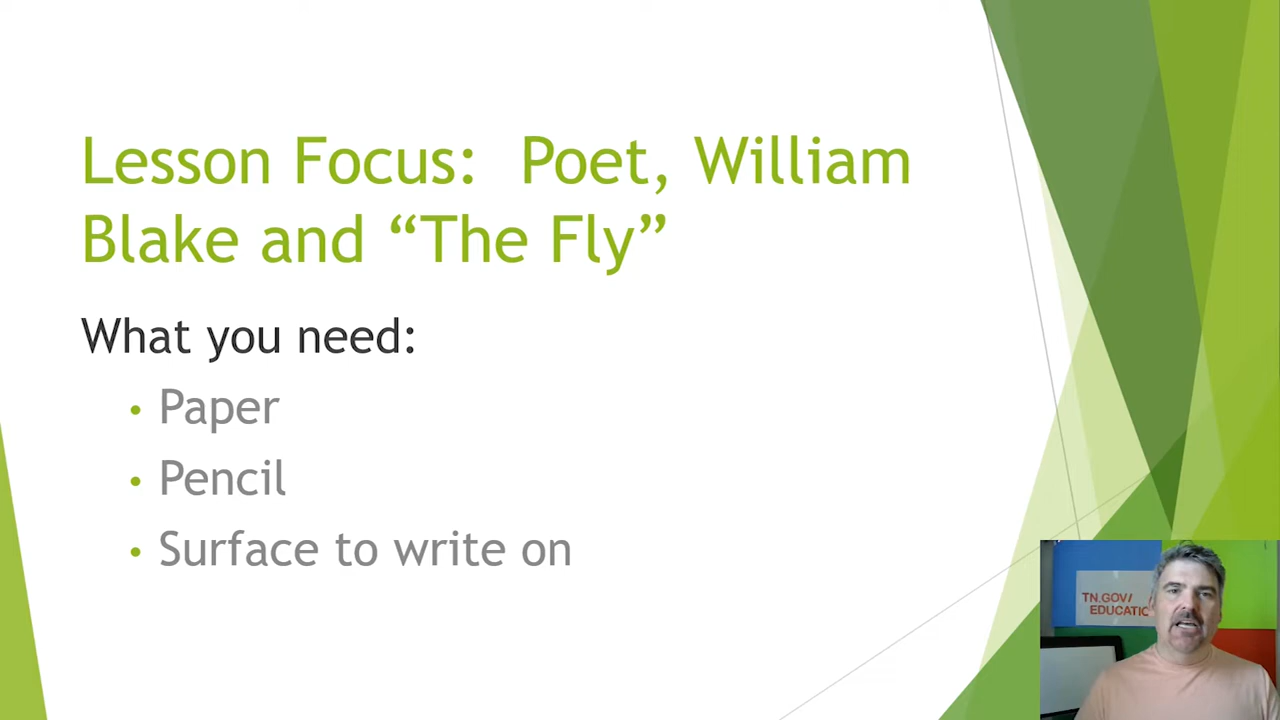 Lesson Focus:  Poet, William
Blake and “The Fly”
What you need:
• Paper
• Pencil
• Surface to write on
TN.GOV/
EDUCATIO